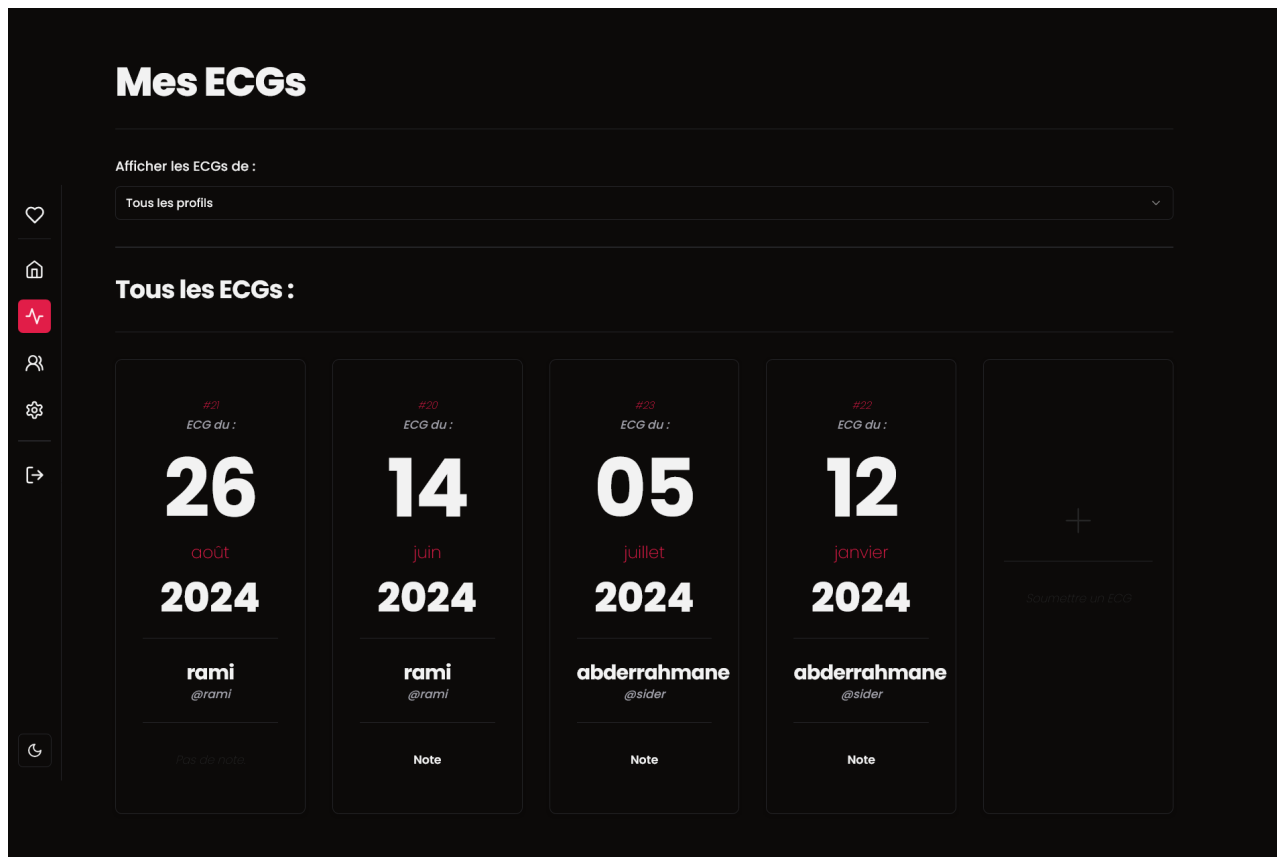 Mes ECGs
Afficher les ECGs de :
Tous les profils
Tous les ECGs :
#21
ECG du :
26
août
2024
rami
@rami
Pas de note.
#20
ECG du :
14
juin
2024
rami
@rami
Note
#23
ECG du :
05
juillet
2024
abderrahmane
@sider
Note
#22
ECG du :
12
janvier
2024
abderrahmane
@sider
Note
Soumettre un ECG